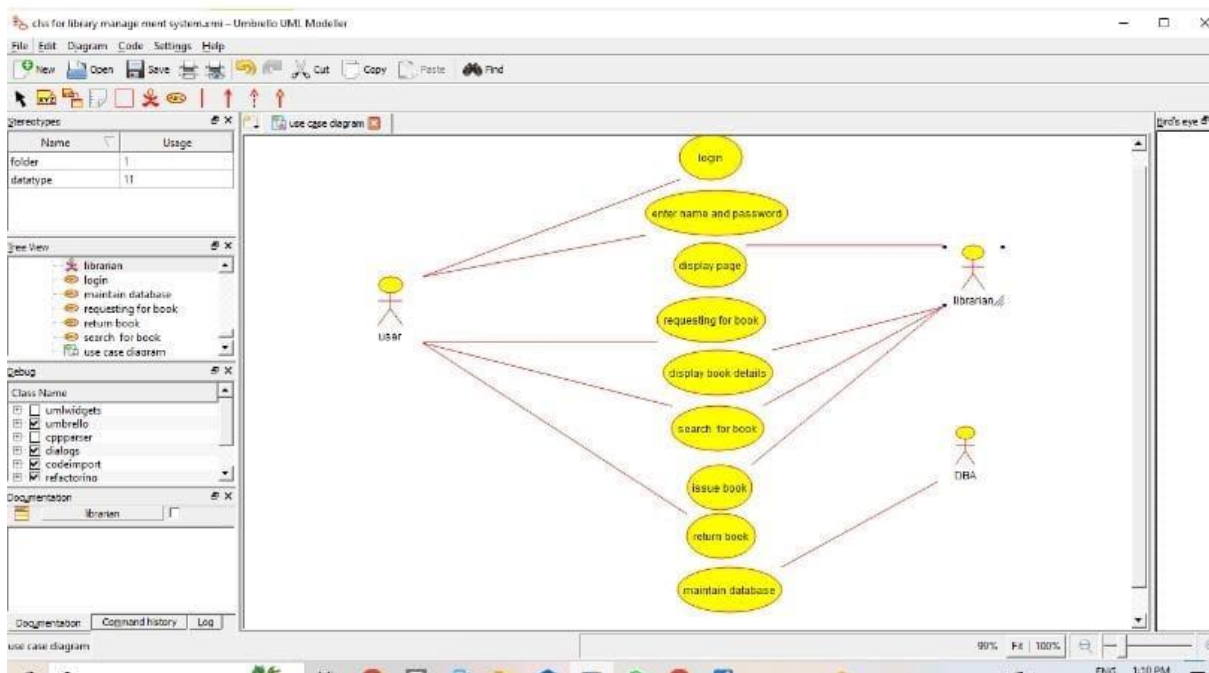 chs for library manage ment system.xmi – Umbrello UML Modeller
File Edit Diagram Code Settings Help
New Open Save Cut Copy Paste Find
XYZ
Stereotypes
Name Usage
folder 1
datatype 11
Tree View
librarian
login
maintain database
requesting for book
return book
search for book
use case diagram
Debug
Class Name
umlwidgets
umbrello
cppparser
dialogs
codeimport
refactoring
Documentation
librarian
Documentation Command history Log
use case diagram
use case diagram
Bird's eye
login
enter name and password
display page
librarian
user
requesting for book
display book details
search for book
DBA
issue book
return book
maintain database
99% Fit 100%
ENG 1:10 PM